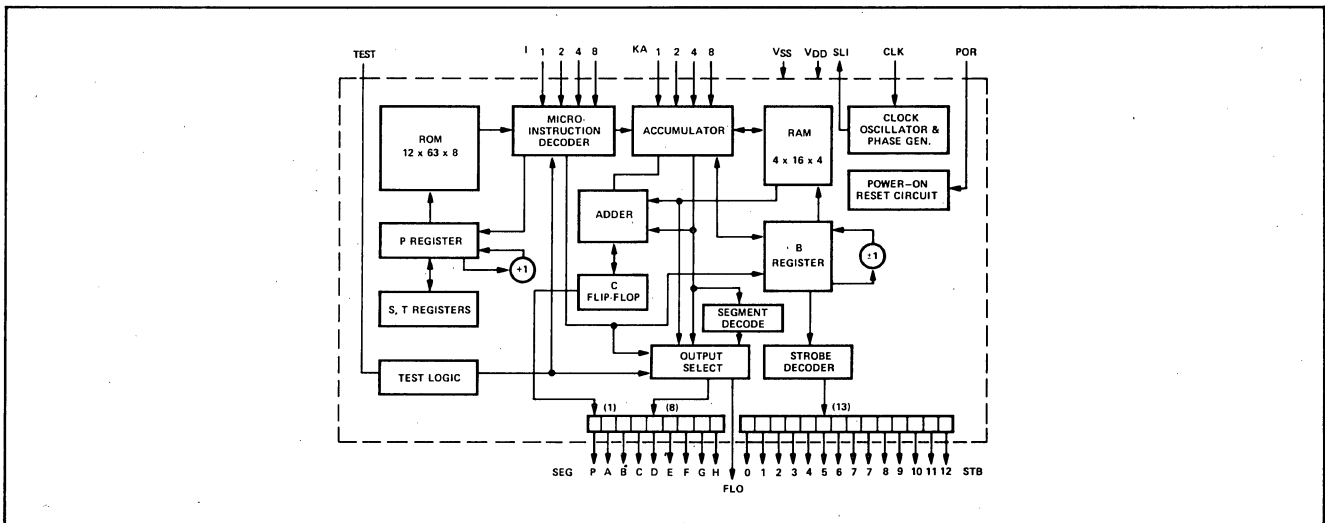 TEST I 1 2 4 8 KA 1 2 4 8 VSS VDD SLI CLK POR
ROM
12 x 63 x 8
MICRO-
INSTRUCTION
DECODER
ACCUMULATOR
RAM
4 x 16 x 4
CLOCK
OSCILLATOR &
PHASE GEN.
POWER-ON
RESET CIRCUIT
ADDER
P REGISTER
+1
B
REGISTER
±1
C
FLIP-FLOP
S, T REGISTERS
SEGMENT
DECODE
OUTPUT
SELECT
STROBE
DECODER
TEST LOGIC
(1) (8) (13)
SEG P A B C D E F G H 0 1 2 3 4 5 6 7 7 8 9 10 11 12 STB
FLO